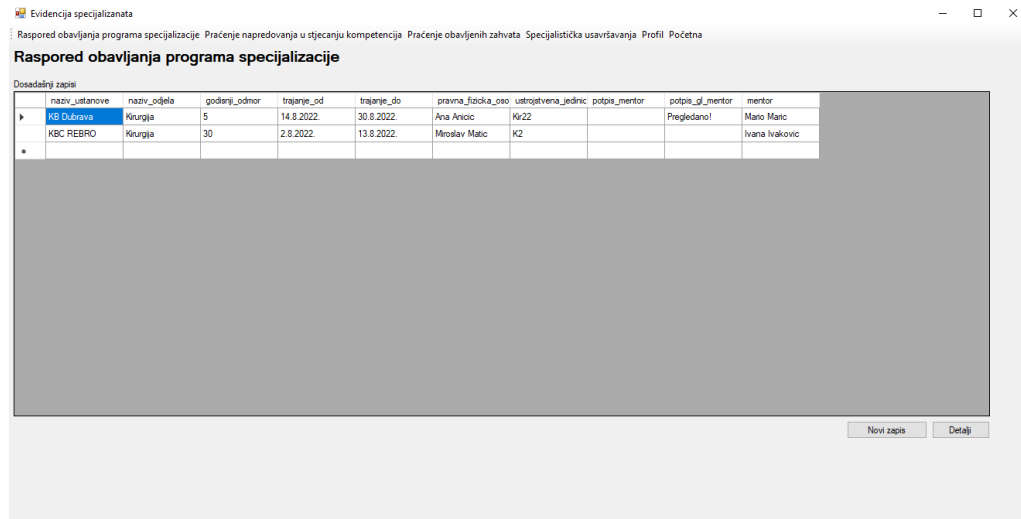 Evidencija specijalizanata
Raspored obavljanja programa specijalizacije Praćenje napredovanja u stjecanju kompetencija Praćenje obavljenih zahvata Specijalistička usavršavanja Profil Početna
Raspored obavljanja programa specijalizacije
Dosadašnji zapisi
naziv_ustanove naziv_odjela godisnji_odmor trajanje_od trajanje_do pravna_fizicka_oso ustrojstvena_jedinic potpis_mentor potpis_gl_mentor mentor
KB Dubrava Kirurgija 5 14.8.2022. 30.8.2022. Ana Anicic Kir22 Pregledano! Mario Maric
KBC REBRO Kirurgija 30 2.8.2022. 13.8.2022. Miroslav Matic K2 Ivana Ivakovic
Novi zapis Detalji